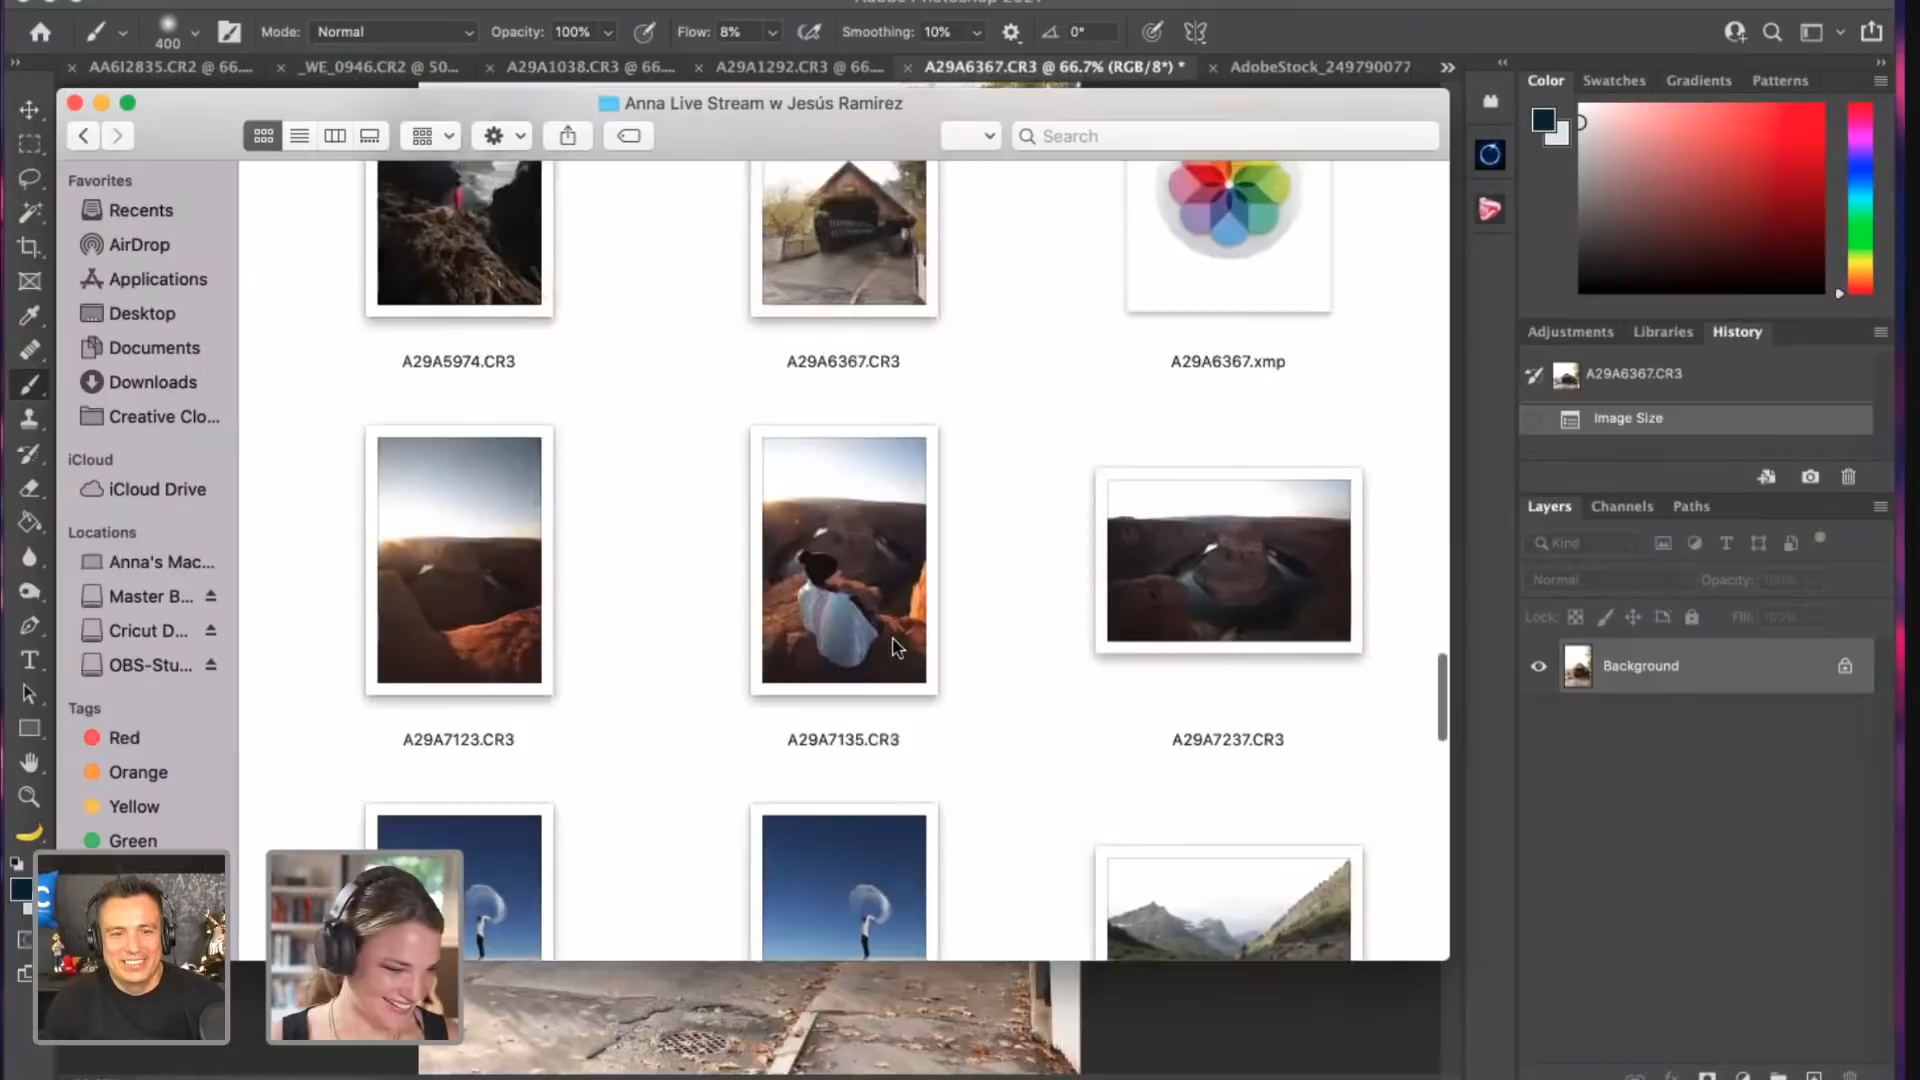 400
Mode:
Normal
Opacity:
100%
Flow:
8%
Smoothing:
10%
0°
AA6I2835.CR2 @ 66....
_WE_0946.CR2 @ 50...
A29A1038.CR3 @ 66....
A29A1292.CR3 @ 66....
A29A6367.CR3 @ 66.7% (RGB/8*) *
AdobeStock_249790077
Anna Live Stream w Jesús Ramirez
Search
Favorites
Recents
AirDrop
Applications
Desktop
Documents
Downloads
Creative Clo...
iCloud
iCloud Drive
Locations
Anna's Mac...
Master B...
Cricut D...
OBS-Stu...
Tags
Red
Orange
Yellow
Green
A29A5974.CR3
A29A6367.CR3
A29A6367.xmp
A29A7123.CR3
A29A7135.CR3
A29A7237.CR3
Color
Swatches
Gradients
Patterns
Adjustments
Libraries
History
A29A6367.CR3
Image Size
Layers
Channels
Paths
Kind
Normal
Opacity:
100%
Lock:
Fill:
100%
Background